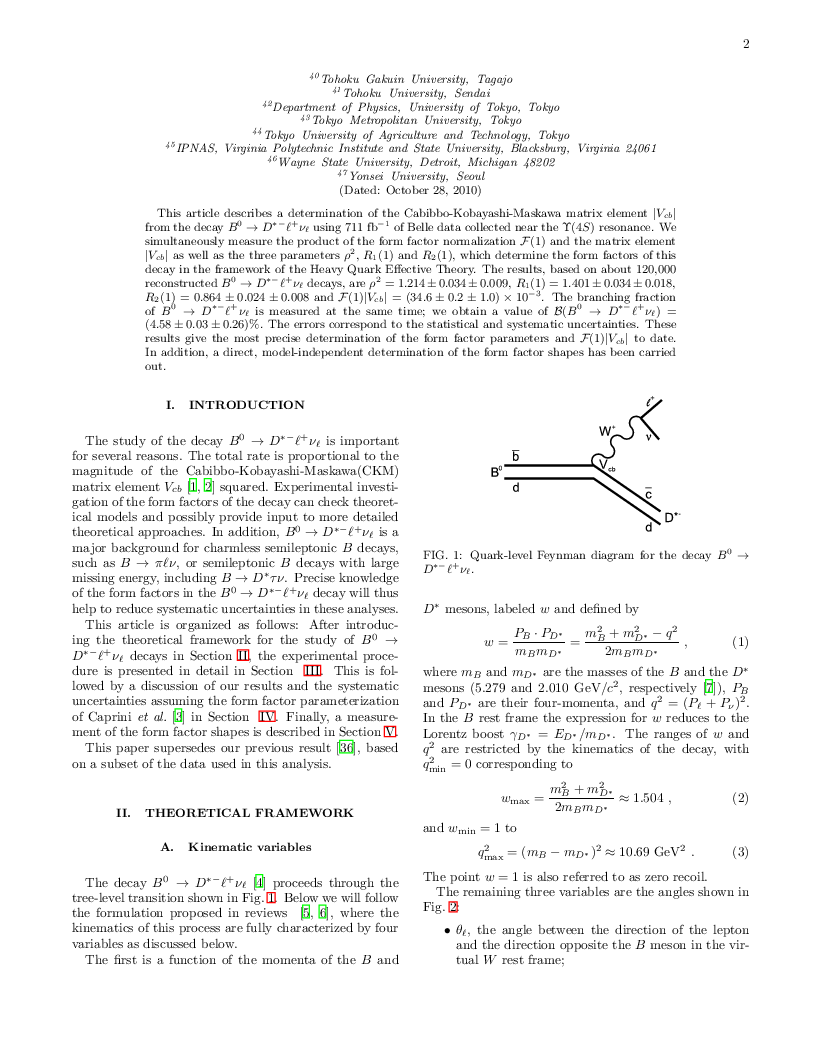 2
40Tohoku Gakuin University, Tagajo
41Tohoku University, Sendai
42Department of Physics, University of Tokyo, Tokyo
43Tokyo Metropolitan University, Tokyo
44Tokyo University of Agriculture and Technology, Tokyo
45IPNAS, Virginia Polytechnic Institute and State University, Blacksburg, Virginia 24061
46Wayne State University, Detroit, Michigan 48202
47Yonsei University, Seoul
(Dated: October 28, 2010)
This article describes a determination of the Cabibbo-Kobayashi-Maskawa matrix element |Vcb|
from the decay B0 → D∗−ℓ+νℓ using 711 fb−1 of Belle data collected near the Υ(4S) resonance. We
simultaneously measure the product of the form factor normalization F(1) and the matrix element
|Vcb| as well as the three parameters ρ2, R1(1) and R2(1), which determine the form factors of this
decay in the framework of the Heavy Quark Effective Theory. The results, based on about 120,000
reconstructed B0 → D∗−ℓ+νℓ decays, are ρ2 = 1.214 ± 0.034 ± 0.009, R1(1) = 1.401 ± 0.034 ± 0.018,
R2(1) = 0.864 ± 0.024 ± 0.008 and F(1)|Vcb| = (34.6 ± 0.2 ± 1.0) × 10−3. The branching fraction
of B0 → D∗−ℓ+νℓ is measured at the same time; we obtain a value of B(B0 → D∗−ℓ+νℓ) =
(4.58 ± 0.03 ± 0.26)%. The errors correspond to the statistical and systematic uncertainties. These
results give the most precise determination of the form factor parameters and F(1)|Vcb| to date.
In addition, a direct, model-independent determination of the form factor shapes has been carried
out.
I. INTRODUCTION
The study of the decay B0 → D∗−ℓ+νℓ is important
for several reasons. The total rate is proportional to the
magnitude of the Cabibbo-Kobayashi-Maskawa(CKM)
matrix element Vcb [1, 2] squared. Experimental investi-
gation of the form factors of the decay can check theoret-
ical models and possibly provide input to more detailed
theoretical approaches. In addition, B0 → D∗−ℓ+νℓ is a
major background for charmless semileptonic B decays,
such as B → πℓν, or semileptonic B decays with large
missing energy, including B → D∗τν. Precise knowledge
of the form factors in the B0 → D∗−ℓ+νℓ decay will thus
help to reduce systematic uncertainties in these analyses.
This article is organized as follows: After introduc-
ing the theoretical framework for the study of B0 →
D∗−ℓ+νℓ decays in Section II, the experimental proce-
dure is presented in detail in Section III. This is fol-
lowed by a discussion of our results and the systematic
uncertainties assuming the form factor parameterization
of Caprini et al. [3] in Section IV. Finally, a measure-
ment of the form factor shapes is described in Section V.
This paper supersedes our previous result [36], based
on a subset of the data used in this analysis.
II. THEORETICAL FRAMEWORK
A. Kinematic variables
The decay B0 → D∗−ℓ+νℓ [4] proceeds through the
tree-level transition shown in Fig. 1. Below we will follow
the formulation proposed in reviews [5, 6], where the
kinematics of this process are fully characterized by four
variables as discussed below.
The first is a function of the momenta of the B and
ℓ+
W+
ν
b̄
B0
Vcb
d
c̄
D*-
d
FIG. 1: Quark-level Feynman diagram for the decay B0 →
D∗−ℓ+νℓ.
D∗ mesons, labeled w and defined by
w = PB · PD∗ / mBmD∗ = m2B + m2D∗ − q2 / 2mBmD∗ , (1)
where mB and mD∗ are the masses of the B and the D∗
mesons (5.279 and 2.010 GeV/c2, respectively [7]), PB
and PD∗ are their four-momenta, and q2 = (Pℓ + Pν)2.
In the B rest frame the expression for w reduces to the
Lorentz boost γD∗ = ED∗/mD∗. The ranges of w and
q2 are restricted by the kinematics of the decay, with
q2min = 0 corresponding to
wmax = m2B + m2D∗ / 2mBmD∗ ≈ 1.504 , (2)
and wmin = 1 to
q2max = (mB − mD∗)2 ≈ 10.69 GeV2 . (3)
The point w = 1 is also referred to as zero recoil.
The remaining three variables are the angles shown in
Fig. 2:
• θℓ, the angle between the direction of the lepton
and the direction opposite the B meson in the vir-
tual W rest frame;